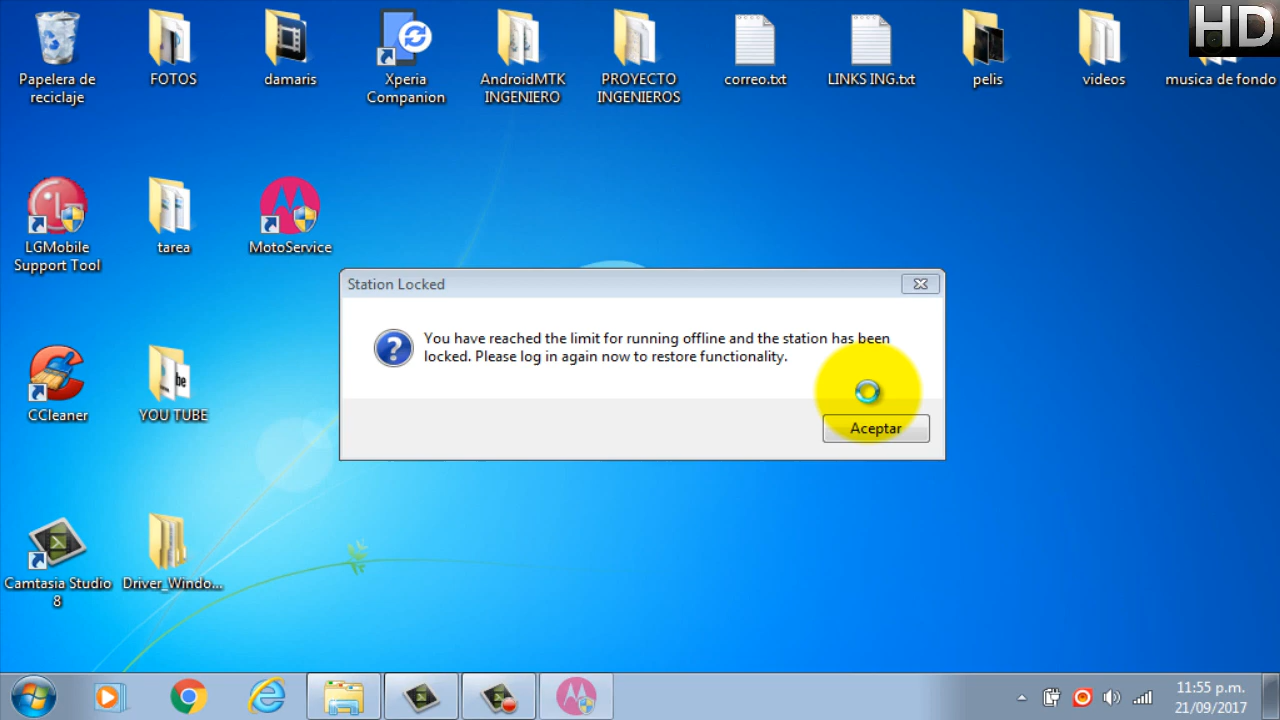 HD
Papelera de
reciclaje
FOTOS
damaris
Xperia
Companion
AndroidMTK
INGENIERO
PROYECTO
INGENIEROS
correo.txt
LINKS ING.txt
pelis
videos
musica de fondo
LG
LGMobile
Support Tool
tarea
MotoService
Station Locked
You have reached the limit for running offline and the station has been
locked. Please log in again now to restore functionality.
Aceptar
CCleaner
be
YOU TUBE
Camtasia Studio
8
Driver_Windo...
11:55 p.m.
21/09/2017